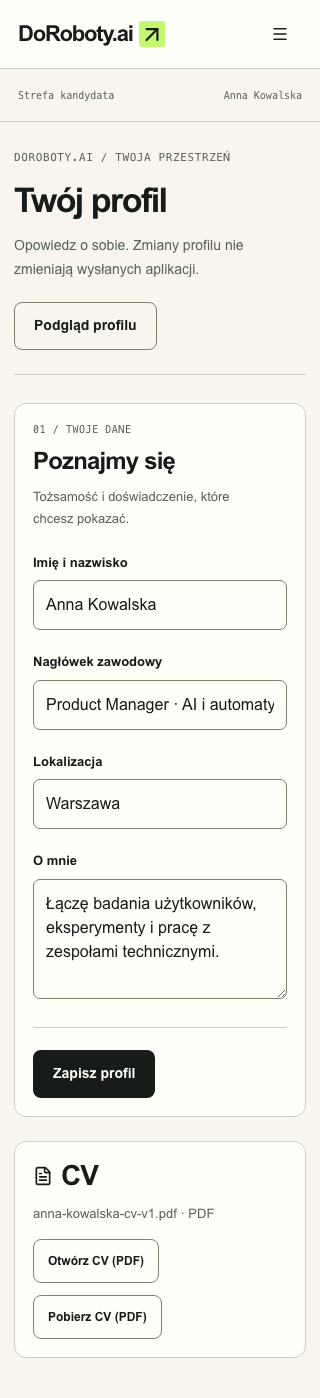 DoRoboty.ai
Strefa kandydata
Anna Kowalska
DOROBOTY.AI / TWOJA PRZESTRZEŃ
Twój profil
Opowiedz o sobie. Zmiany profilu nie
zmieniają wysłanych aplikacji.
Podgląd profilu
01 / TWOJE DANE
Poznajmy się
Tożsamość i doświadczenie, które
chcesz pokazać.
Imię i nazwisko
Anna Kowalska
Nagłówek zawodowy
Product Manager · AI i automaty
Lokalizacja
Warszawa
O mnie
Łączę badania użytkowników,
eksperymenty i pracę z
zespołami technicznymi.
Zapisz profil
CV
anna-kowalska-cv-v1.pdf · PDF
Otwórz CV (PDF)
Pobierz CV (PDF)